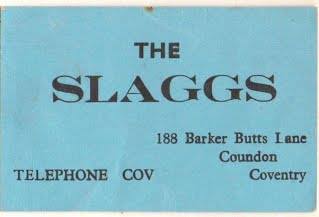 THE
SLAGGS
188 Barker Butts Lane
Coundon
TELEPHONE COV Coventry